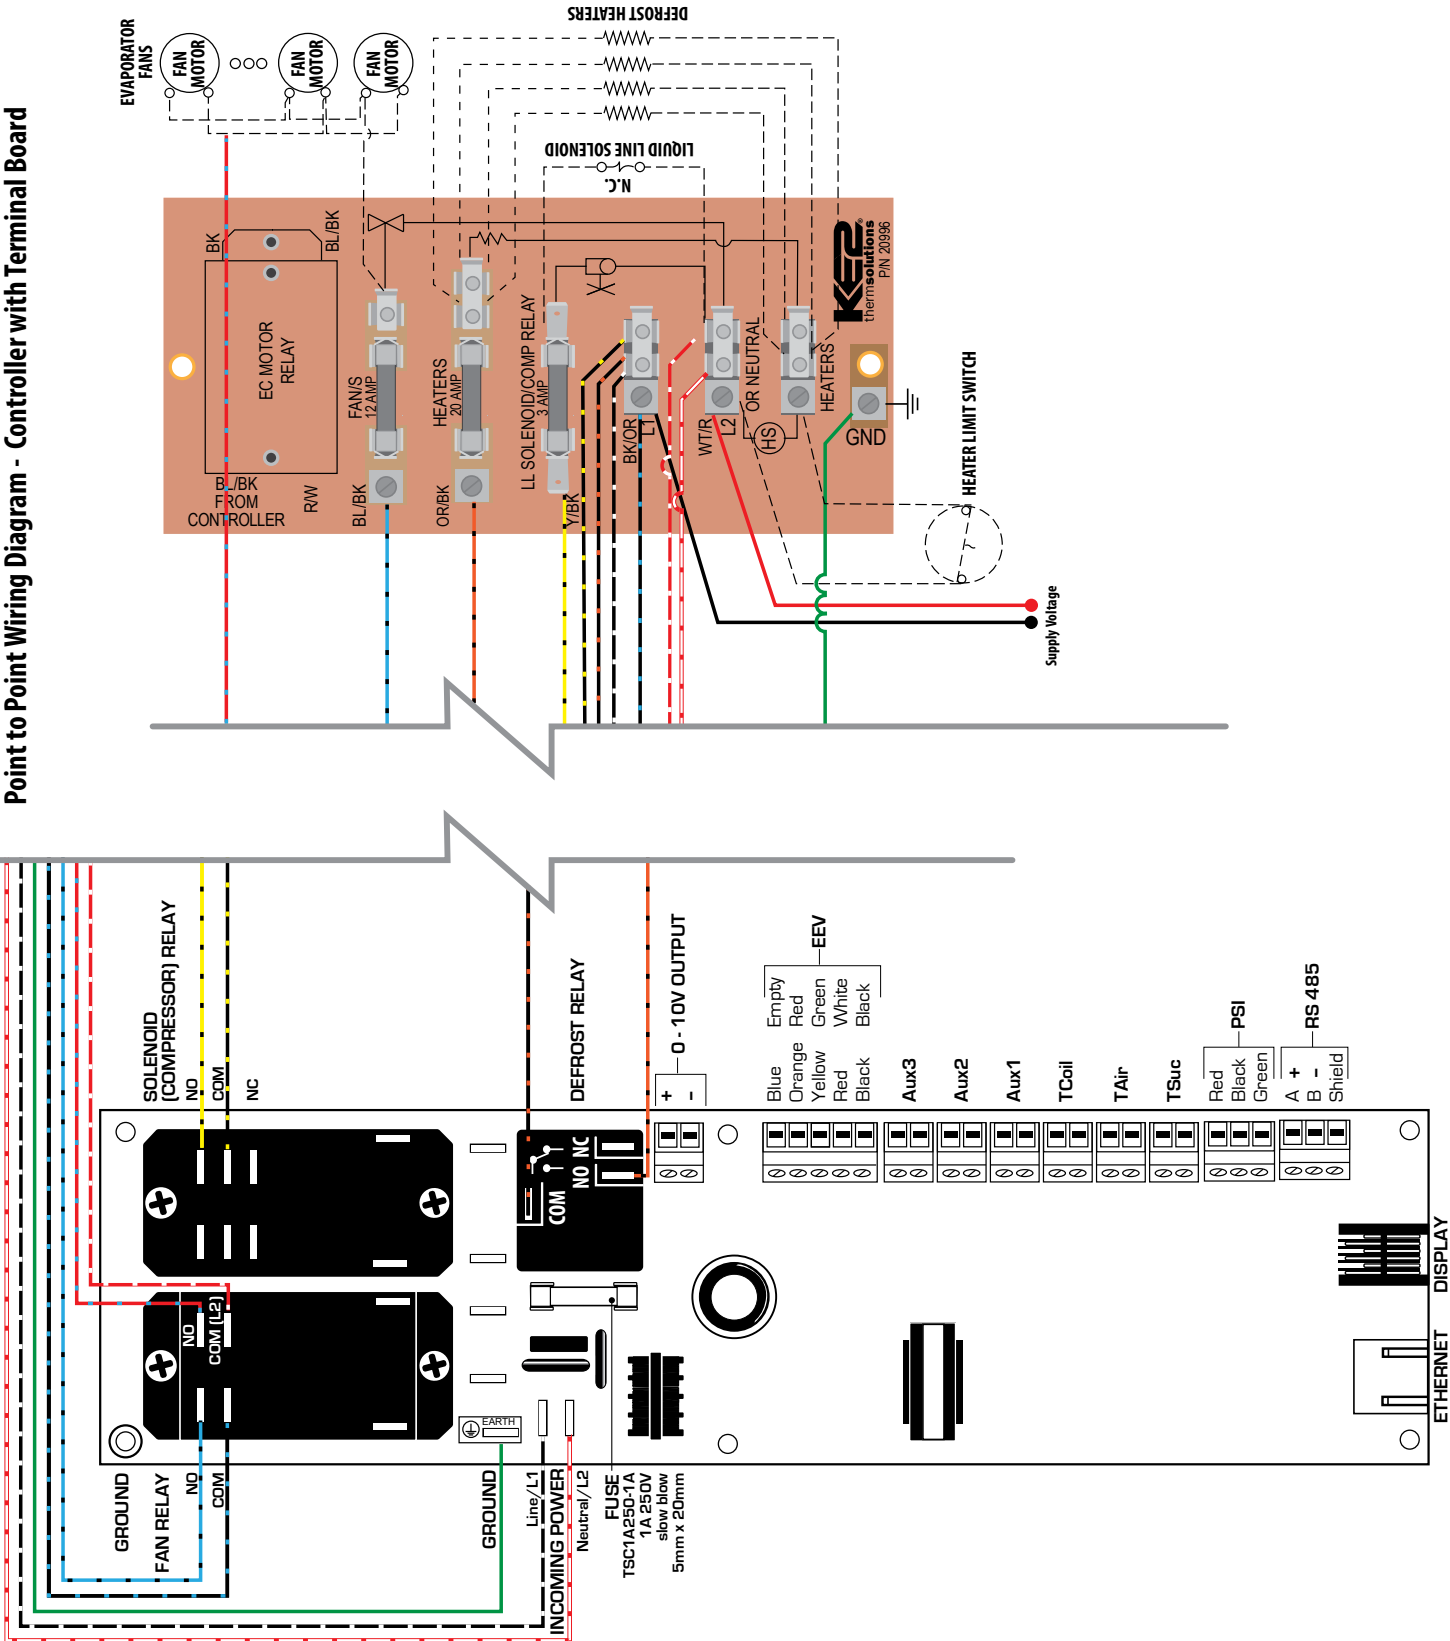 Point to Point Wiring Diagram - Controller with Terminal Board
EVAPORATOR
FANS
FAN
MOTOR
FAN
MOTOR
FAN
MOTOR
DEFROST HEATERS
LIQUID LINE SOLENOID
N.C.
BK
BL/BK
EC MOTOR
RELAY
BL/BK
FROM
CONTROLLER
R/W
FAN/S
12 AMP
BL/BK
HEATERS
20 AMP
OR/BK
LL SOLENOID/COMP RELAY
3 AMP
Y/BK
BK/OR
L1
WT/R
L2
OR NEUTRAL
HS
HEATERS
GND
KE2
thermsolutions
®
P/N 20996
HEATER LIMIT SWITCH
Supply Voltage
SOLENOID
(COMPRESSOR) RELAY
NO
COM
NC
DEFROST RELAY
COM
NO
NC
0 - 10V OUTPUT
+
-
EEV
Blue
Empty
Orange
Red
Yellow
Green
Red
White
Black
Black
Aux3
Aux2
Aux1
TCoil
TAir
TSuc
PSI
Red
Black
Green
RS 485
A +
B -
Shield
NO
COM (L2)
GROUND
FAN RELAY
NO
COM
EARTH
GROUND
Line/L1
INCOMING POWER
Neutral/L2
FUSE
TSC1A250-1A
1A 250V
slow blow
5mm x 20mm
DISPLAY
ETHERNET